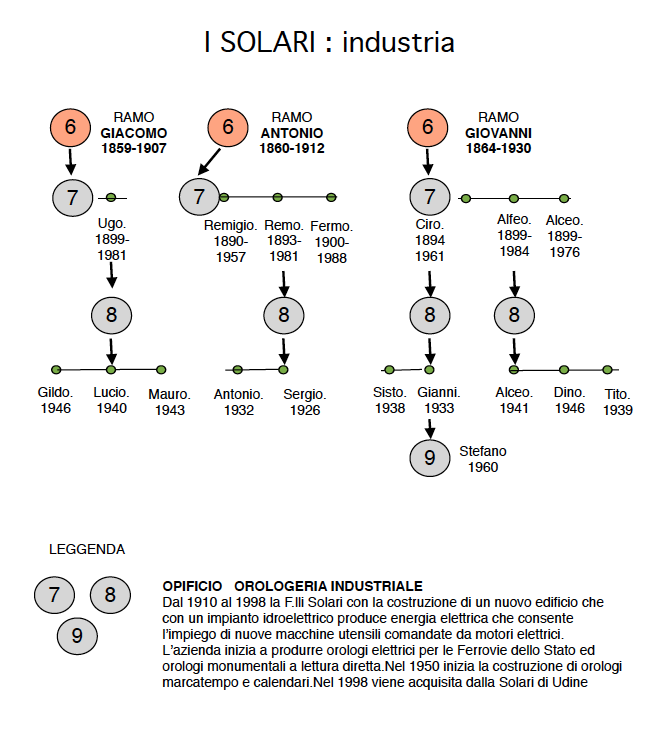 I SOLARI : industria
6
RAMO
GIACOMO
1859-1907
6
RAMO
ANTONIO
1860-1912
6
RAMO
GIOVANNI
1864-1930
7
Ugo.
1899-
1981
7
Remigio.
1890-
1957
Remo.
1893-
1981
Fermo.
1900-
1988
7
Ciro.
1894
1961
Alfeo.
1899-
1984
Alceo.
1899-
1976
8
8
8
8
Gildo.
1946
Lucio.
1940
Mauro.
1943
Antonio.
1932
Sergio.
1926
Sisto.
1938
Gianni.
1933
Alceo.
1941
Dino.
1946
Tito.
1939
9
Stefano
1960
LEGGENDA
7
8
9
OPIFICIO OROLOGERIA INDUSTRIALE
Dal 1910 al 1998 la F.lli Solari con la costruzione di un nuovo edificio che
con un impianto idroelettrico produce energia elettrica che consente
l'impiego di nuove macchine utensili comandate da motori elettrici.
L'azienda inizia a produrre orologi elettrici per le Ferrovie dello Stato ed
orologi monumentali a lettura diretta.Nel 1950 inizia la costruzione di orologi
marcatempo e calendari.Nel 1998 viene acquisita dalla Solari di Udine